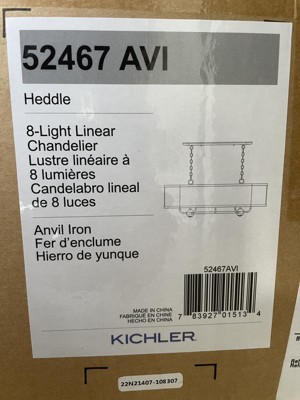 52467 AVI
Heddle
8-Light Linear
Chandelier
Lustre linéaire à
8 lumières
Candelabro lineal
de 8 luces
Anvil Iron
Fer d'enclume
Hierro de yunque
52467AVI
MADE IN CHINA
FABRIQUÉ EN CHINE
HECHO EN CHINA
7 83927 01513 4
KICHLER
22N21407-108307